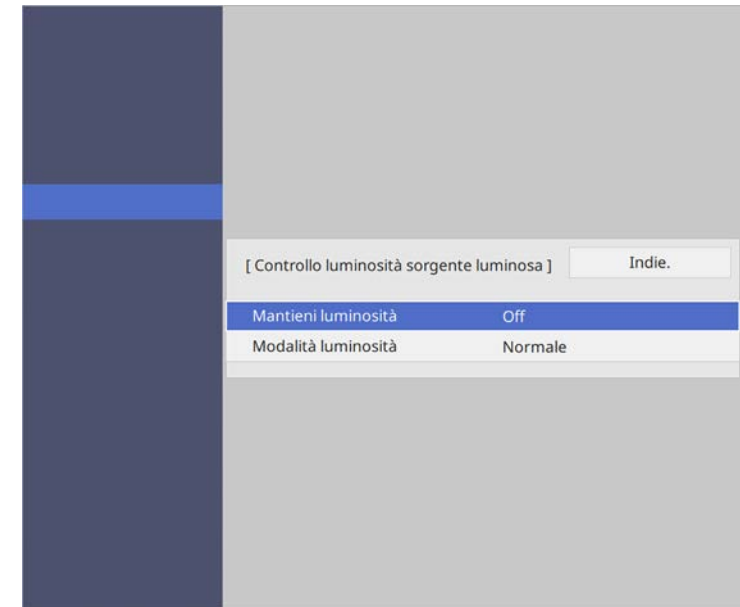 [ Controllo luminosità sorgente luminosa ] Indie.
Mantieni luminosità Off
Modalità luminosità Normale